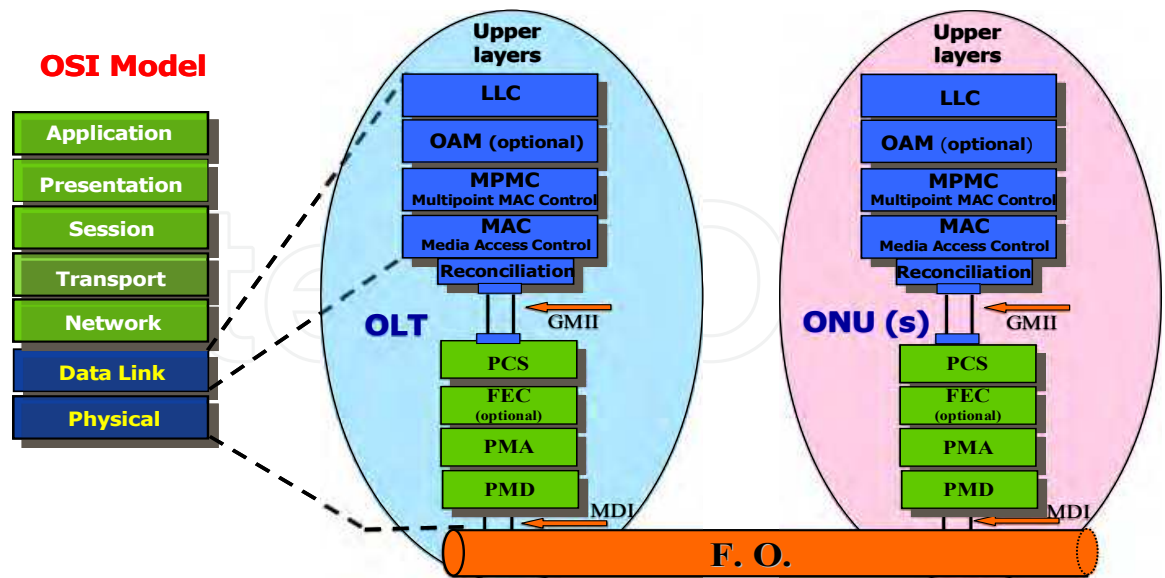 OSI Model
Application
Presentation
Session
Transport
Network
Data Link
Physical
Upper
layers
LLC
OAM (optional)
MPMC
Multipoint MAC Control
MAC
Media Access Control
Reconciliation
GMII
OLT
PCS
FEC
(optional)
PMA
PMD
MDI
Upper
layers
LLC
OAM (optional)
MPMC
Multipoint MAC Control
MAC
Media Access Control
Reconciliation
GMII
ONU (s)
PCS
FEC
(optional)
PMA
PMD
MDI
F. O.